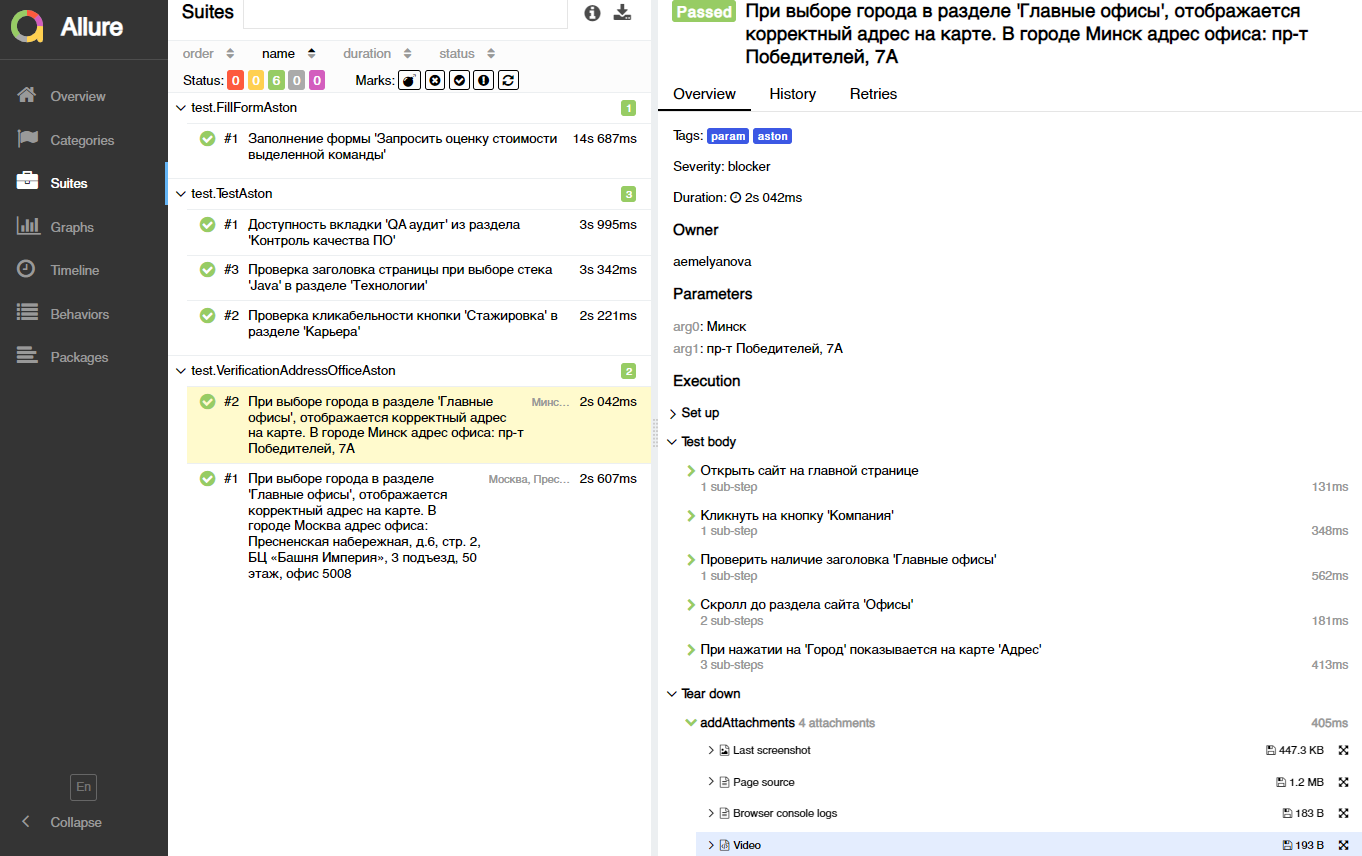 Allure
Overview
Categories
Suites
Graphs
Timeline
Behaviors
Packages
En
Collapse
Suites
order name duration status
Status: 0 0 6 0 0 Marks:
test.FillFormAston 1
#1 Заполнение формы 'Запросить оценку стоимости 14s 687ms
выделенной команды'
test.TestAston 3
#1 Доступность вкладки 'QA аудит' из раздела 3s 995ms
'Контроль качества ПО'
#3 Проверка заголовка страницы при выборе стека 3s 342ms
'Java' в разделе 'Технологии'
#2 Проверка кликабельности кнопки 'Стажировка' в 2s 221ms
разделе 'Карьера'
test.VerificationAddressOfficeAston 2
#2 При выборе города в разделе 'Главные Минс... 2s 042ms
офисы', отображается корректный адрес
на карте. В городе Минск адрес офиса: пр-т
Победителей, 7А
#1 При выборе города в разделе Москва, Прес... 2s 607ms
'Главные офисы', отображается
корректный адрес на карте. В
городе Москва адрес офиса:
Пресненская набережная, д.6, стр. 2,
БЦ «Башня Империя», 3 подъезд, 50
этаж, офис 5008
Passed При выборе города в разделе 'Главные офисы', отображается
корректный адрес на карте. В городе Минск адрес офиса: пр-т
Победителей, 7А
Overview History Retries
Tags: param aston
Severity: blocker
Duration: 2s 042ms
Owner
aemelyanova
Parameters
arg0: Минск
arg1: пр-т Победителей, 7А
Execution
Set up
Test body
Открыть сайт на главной странице
1 sub-step 131ms
Кликнуть на кнопку 'Компания'
1 sub-step 348ms
Проверить наличие заголовка 'Главные офисы'
1 sub-step 562ms
Скролл до раздела сайта 'Офисы'
2 sub-steps 181ms
При нажатии на 'Город' показывается на карте 'Адрес'
3 sub-steps 413ms
Tear down
addAttachments 4 attachments 405ms
Last screenshot 447.3 KB
Page source 1.2 MB
Browser console logs 183 B
Video 193 B